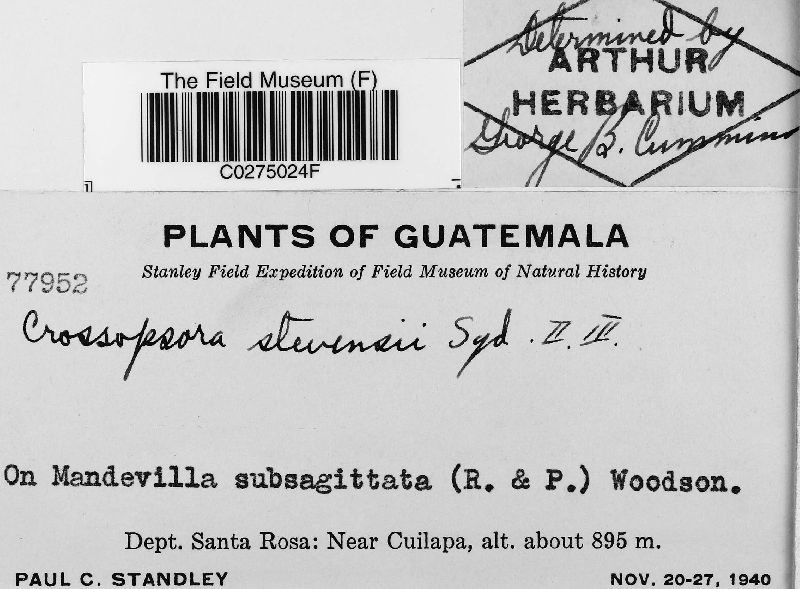 The Field Museum (F)
C0275024F
Determined by
ARTHUR
HERBARIUM
George B. Cummins
PLANTS OF GUATEMALA
Stanley Field Expedition of Field Museum of Natural History
77952
Crossopsora stevensii Syd. II. III.
On Mandevilla subsagittata (R. & P.) Woodson.
Dept. Santa Rosa: Near Cuilapa, alt. about 895 m.
PAUL C. STANDLEY NOV. 20-27, 1940